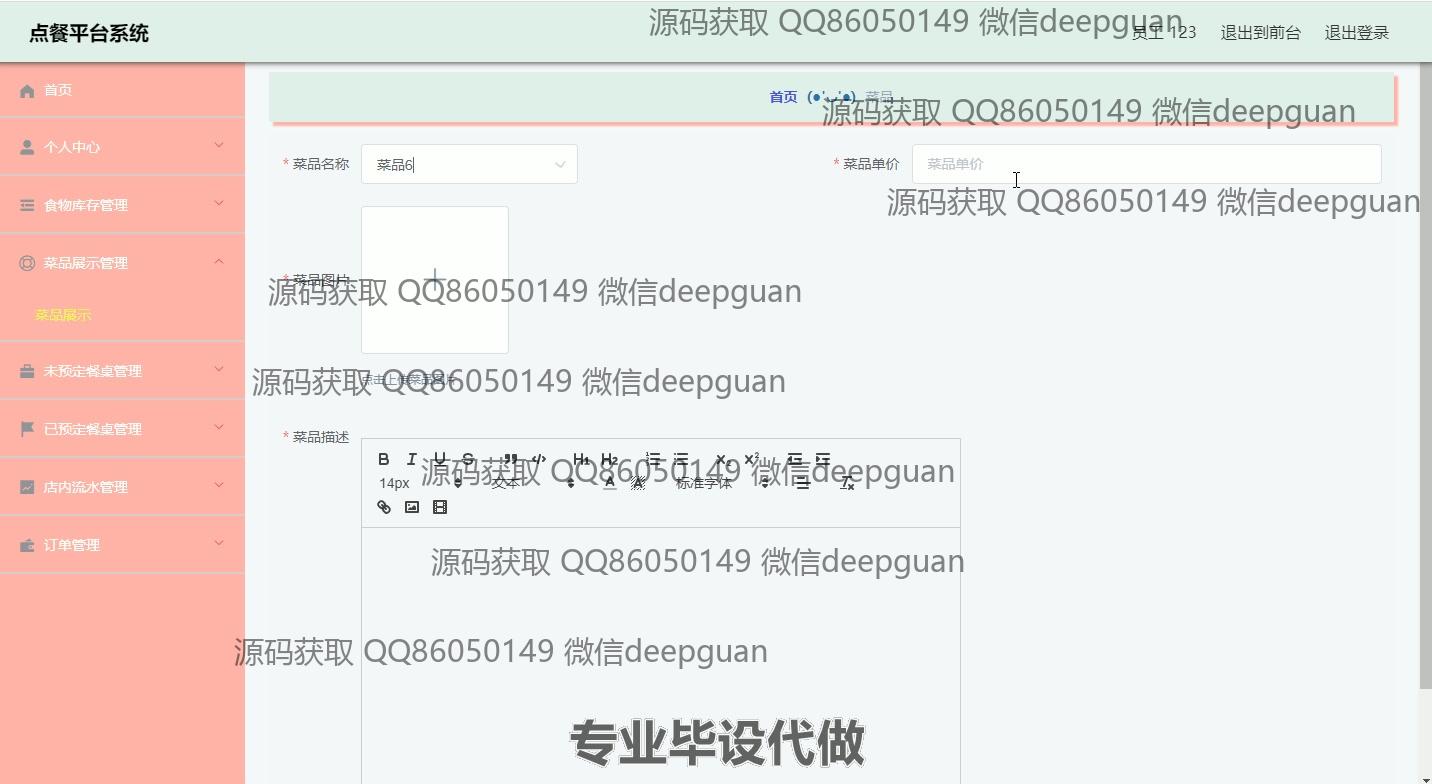 点餐平台系统
源码获取 QQ86050149 微信deepguan
员工 123
退出到前台
退出登录
首页
个人中心
食物库存管理
菜品展示管理
菜品展示
未预定餐桌管理
已预定餐桌管理
店内流水管理
订单管理
首页 (●'◡'●) 菜品
源码获取 QQ86050149 微信deepguan
* 菜品名称
菜品6
* 菜品单价
菜品单价
源码获取 QQ86050149 微信deepguan
* 菜品图片
源码获取 QQ86050149 微信deepguan
点击上传菜品图片
源码获取 QQ86050149 微信deepguan
* 菜品描述
B I U S H1 H2 X₂ X²
源码获取 QQ86050149 微信deepguan
14px 文本 A 标准字体
源码获取 QQ86050149 微信deepguan
源码获取 QQ86050149 微信deepguan
专业毕设代做